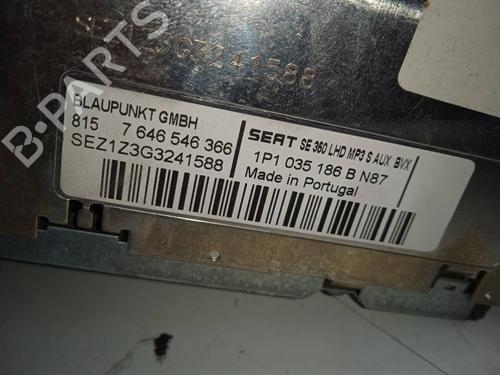 SEZ1Z3G3241588
BLAUPUNKT GMBH
815 7 646 546 366
SEZ1Z3G3241588
SEAT SE 360 LHD MP3 S AUX BVX
1P1 035 186 B N87
Made in Portugal
B-PARTS